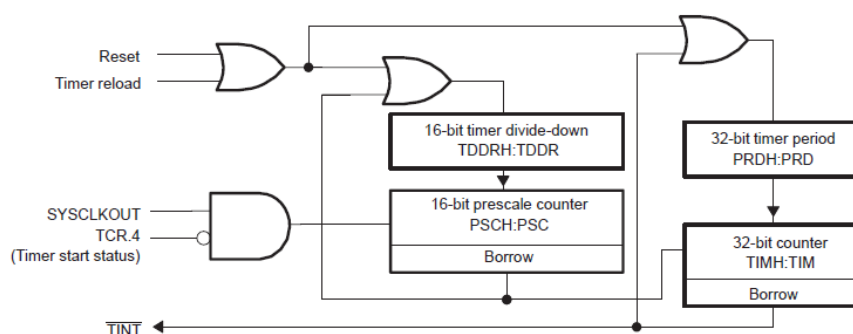 Reset
Timer reload
16-bit timer divide-down
TDDRH:TDDR
32-bit timer period
PRDH:PRD
SYSCLKOUT
TCR.4
(Timer start status)
16-bit prescale counter
PSCH:PSC
Borrow
32-bit counter
TIMH:TIM
Borrow
TINT